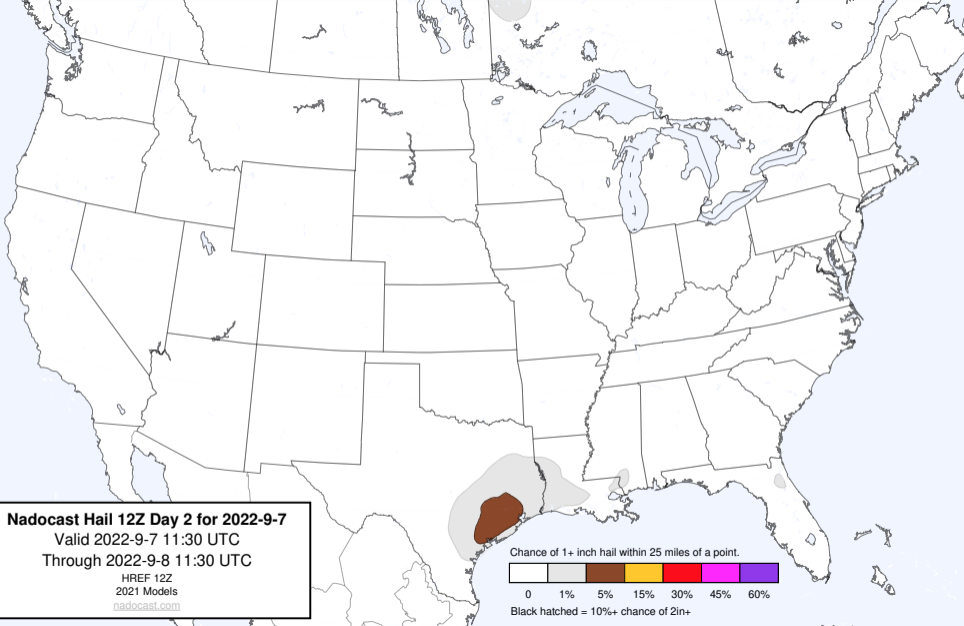 Nadocast Hail 12Z Day 2 for 2022-9-7
Valid 2022-9-7 11:30 UTC
Through 2022-9-8 11:30 UTC
HREF 12Z
2021 Models
nadocast.com
Chance of 1+ inch hail within 25 miles of a point.
0 1% 5% 15% 30% 45% 60%
Black hatched = 10%+ chance of 2in+